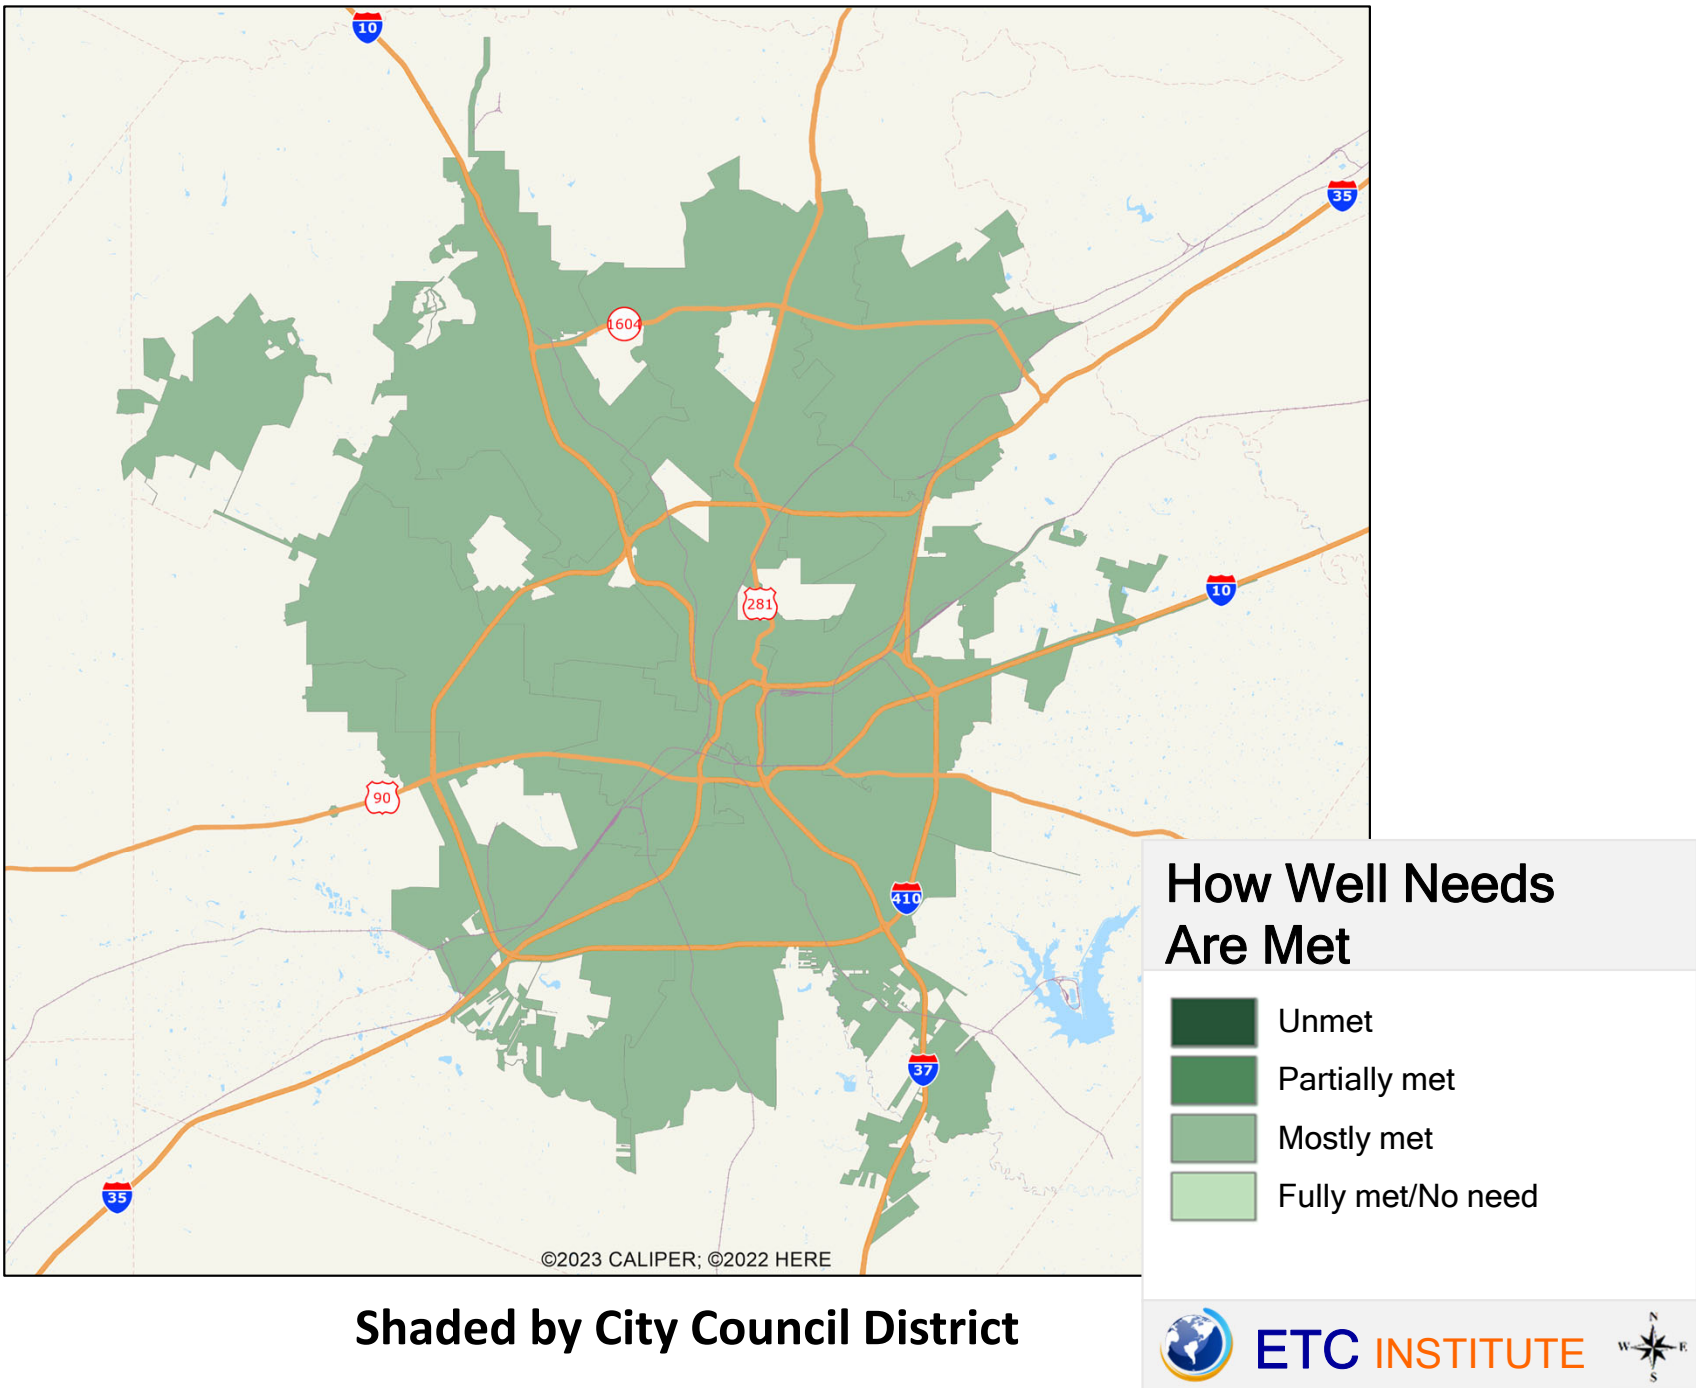 10
35
1604
281
10
90
410
37
35
©2023 CALIPER; ©2022 HERE
How Well Needs
Are Met
Unmet
Partially met
Mostly met
Fully met/No need
Shaded by City Council District
ETC INSTITUTE
N
W E
S